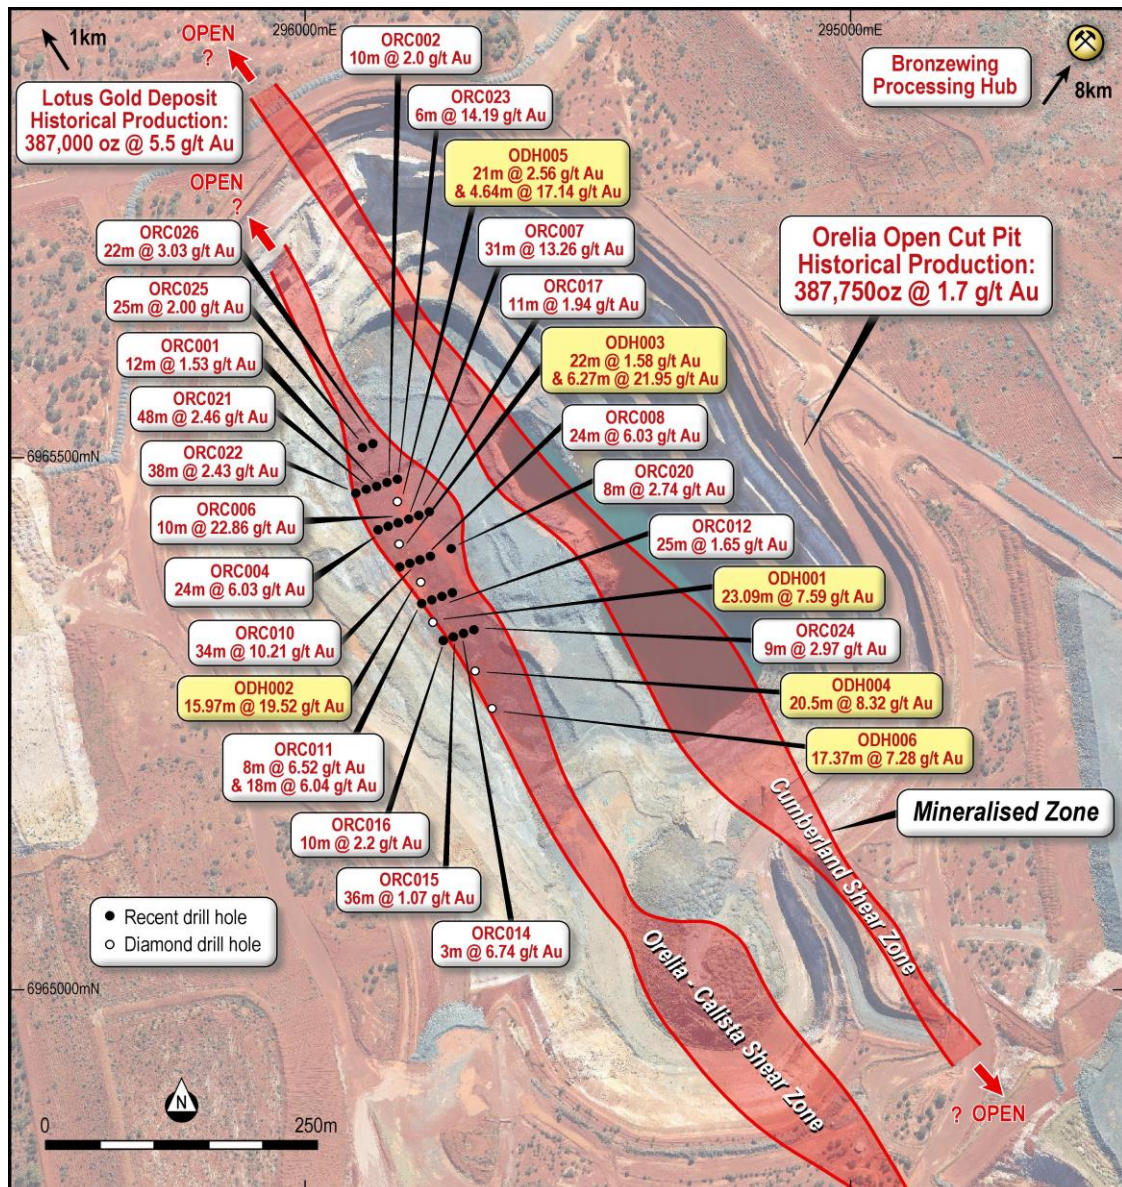 1km
OPEN
?
296000mE
ORC002
10m @ 2.0 g/t Au
295000mE
Bronzewing
Processing Hub
8km
Lotus Gold Deposit
Historical Production:
387,000 oz @ 5.5 g/t Au
ORC023
6m @ 14.19 g/t Au
ODH005
21m @ 2.56 g/t Au
& 4.64m @ 17.14 g/t Au
OPEN
?
ORC026
22m @ 3.03 g/t Au
ORC007
31m @ 13.26 g/t Au
Orelia Open Cut Pit
Historical Production:
387,750oz @ 1.7 g/t Au
ORC025
25m @ 2.00 g/t Au
ORC017
11m @ 1.94 g/t Au
ORC001
12m @ 1.53 g/t Au
ODH003
22m @ 1.58 g/t Au
& 6.27m @ 21.95 g/t Au
ORC021
48m @ 2.46 g/t Au
ORC008
24m @ 6.03 g/t Au
6965500mN
ORC022
38m @ 2.43 g/t Au
ORC020
8m @ 2.74 g/t Au
ORC006
10m @ 22.86 g/t Au
ORC012
25m @ 1.65 g/t Au
ORC004
24m @ 6.03 g/t Au
ODH001
23.09m @ 7.59 g/t Au
ORC010
34m @ 10.21 g/t Au
ORC024
9m @ 2.97 g/t Au
ODH002
15.97m @ 19.52 g/t Au
ODH004
20.5m @ 8.32 g/t Au
ORC011
8m @ 6.52 g/t Au
& 18m @ 6.04 g/t Au
ODH006
17.37m @ 7.28 g/t Au
ORC016
10m @ 2.2 g/t Au
Mineralised Zone
Cumberland Shear Zone
ORC015
36m @ 1.07 g/t Au
Recent drill hole
Diamond drill hole
ORC014
3m @ 6.74 g/t Au
Orelia - Calista Shear Zone
6965000mN
N
0
250m
? OPEN